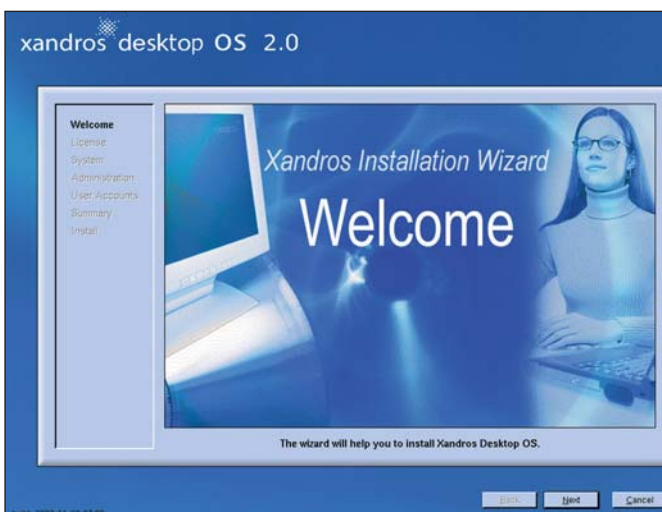 xandros desktop OS 2.0
Welcome
License
System
Administration
User Accounts
Summary
Install
Xandros Installation Wizard
Welcome
The wizard will help you to install Xandros Desktop OS.
Back
Next
Cancel